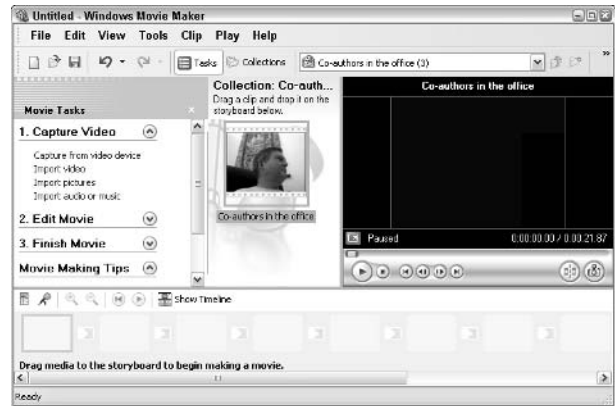 Untitled - Windows Movie Maker
File Edit View Tools Clip Play Help
Tasks Collections Co-authors in the office (3) »
Movie Tasks ×
1. Capture Video
Capture from video device
Import video
Import pictures
Import audio or music
2. Edit Movie
3. Finish Movie
Movie Making Tips
Collection: Co-auth...
Drag a clip and drop it on the
storyboard below.
Co-authors in the office
Co-authors in the office
Paused 0:00:00.00 / 0:00:21.87
Show Timeline
Drag media to the storyboard to begin making a movie.
Ready